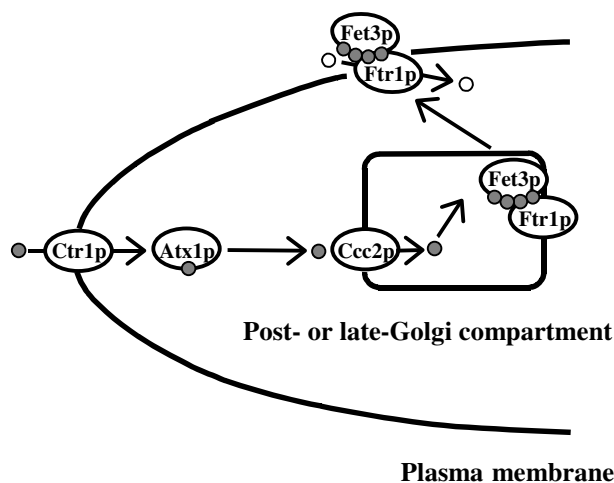 Fet3p
Ftr1p
Fet3p
Ftr1p
Ctr1p
Atx1p
Ccc2p
Post- or late-Golgi compartment
Plasma membrane